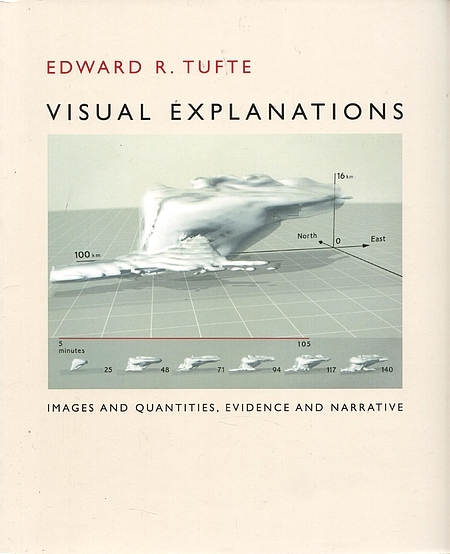 EDWARD R. TUFTE
VISUAL EXPLANATIONS
16 km
North
0
East
100 km
5
105
minutes
25
48
71
94
117
140
IMAGES AND QUANTITIES, EVIDENCE AND NARRATIVE